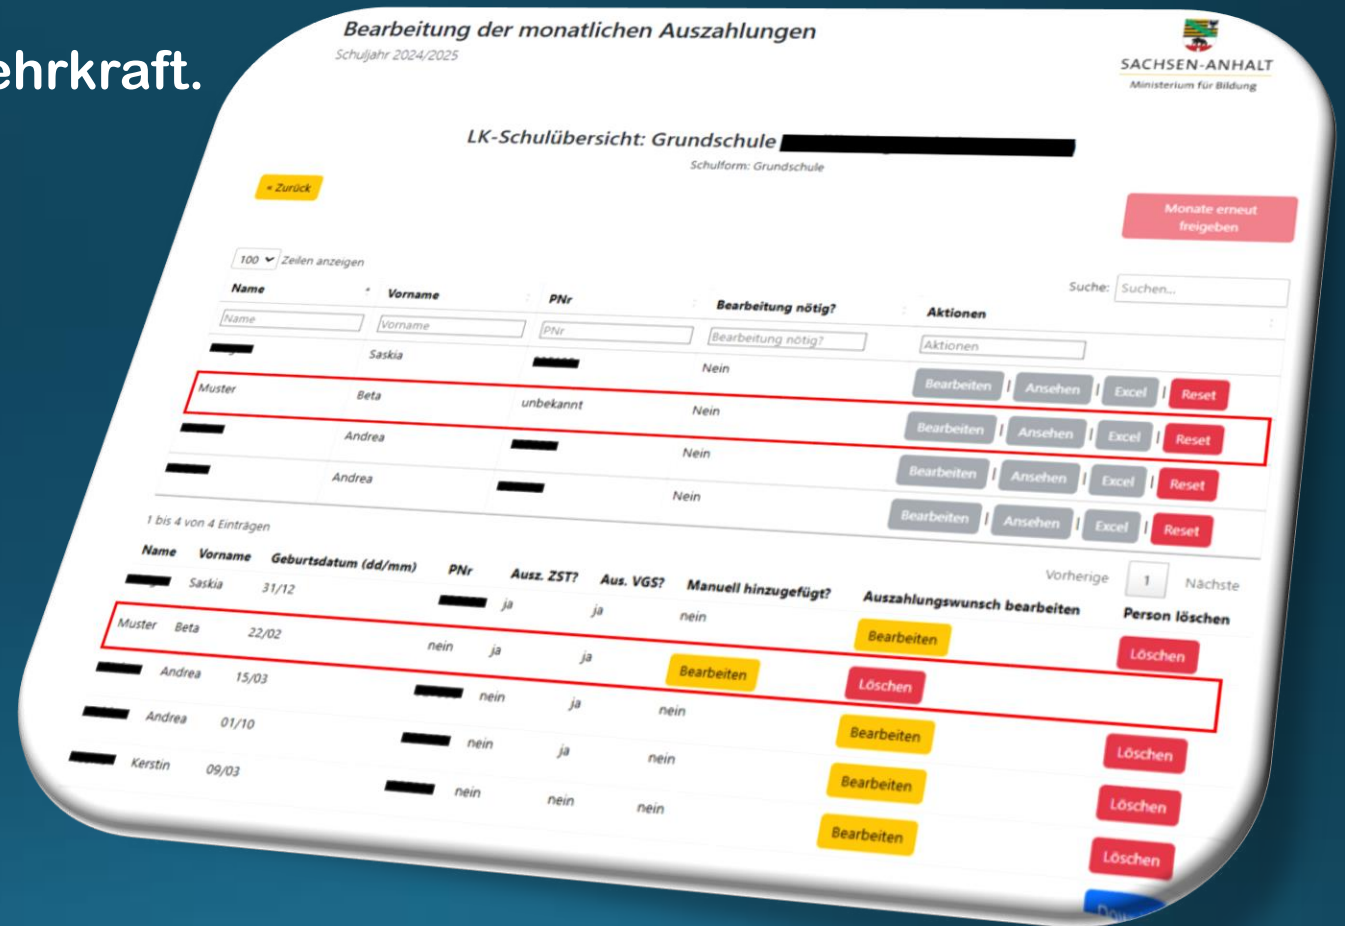 ehrkraft.
Bearbeitung der monatlichen Auszahlungen
Schuljahr 2024/2025
SACHSEN-ANHALT
Ministerium für Bildung
LK-Schulübersicht: Grundschule
Schulform: Grundschule
« Zurück
Monate erneut
freigeben
100 Zeilen anzeigen
Suche: Suchen...
Name Vorname PNr Bearbeitung nötig? Aktionen
Name Vorname PNr Bearbeitung nötig? Aktionen
Saskia Nein Bearbeiten | Ansehen | Excel | Reset
Muster Beta unbekannt Nein Bearbeiten | Ansehen | Excel | Reset
Andrea Nein Bearbeiten | Ansehen | Excel | Reset
Andrea Nein Bearbeiten | Ansehen | Excel | Reset
1 bis 4 von 4 Einträgen
Vorherige 1 Nächste
Name Vorname Geburtsdatum (dd/mm) PNr Ausz. ZST? Aus. VGS? Manuell hinzugefügt? Auszahlungswunsch bearbeiten Person löschen
Saskia 31/12 ja ja nein Bearbeiten Löschen
Muster Beta 22/02 nein ja ja Bearbeiten Löschen
Andrea 15/03 nein ja nein Bearbeiten Löschen
Andrea 01/10 nein ja nein Bearbeiten Löschen
Kerstin 09/03 nein nein nein Bearbeiten Löschen